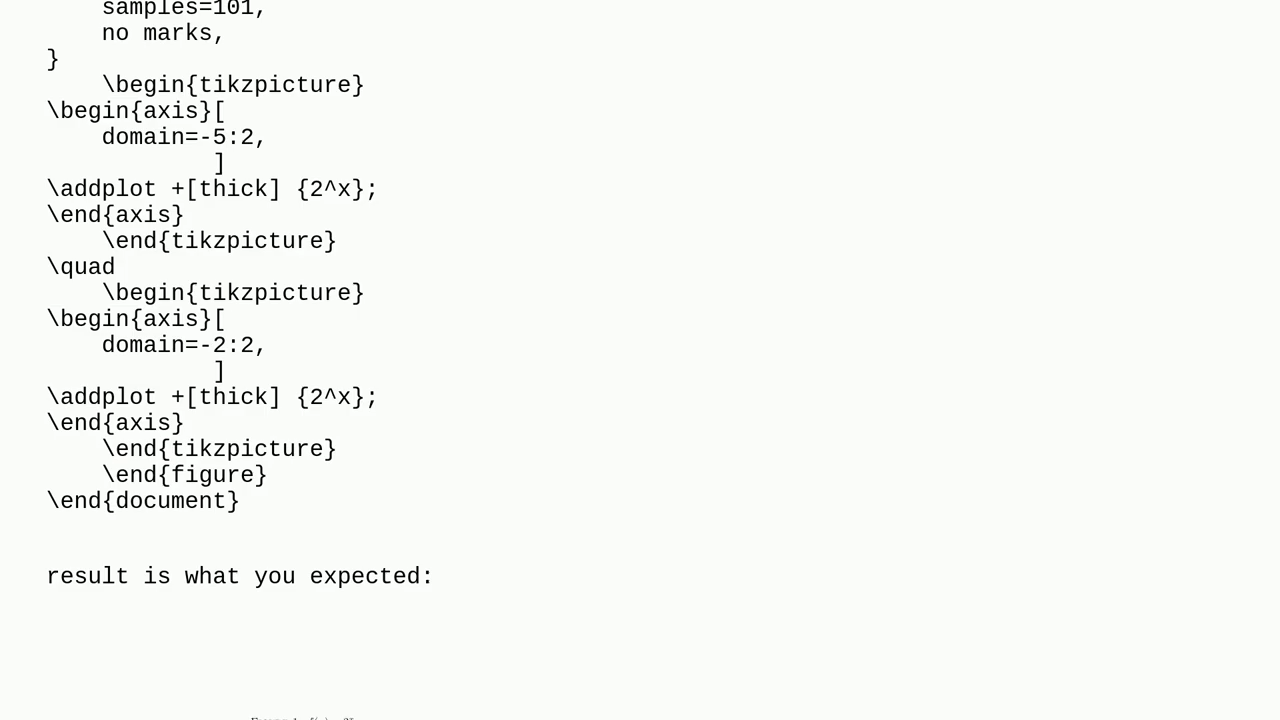 samples=101,
no marks,
}
\begin{tikzpicture}
\begin{axis}[
domain=-5:2,
]
\addplot +[thick] {2^x};
\end{axis}
\end{tikzpicture}
\quad
\begin{tikzpicture}
\begin{axis}[
domain=-2:2,
]
\addplot +[thick] {2^x};
\end{axis}
\end{tikzpicture}
\end{figure}
\end{document}
result is what you expected: